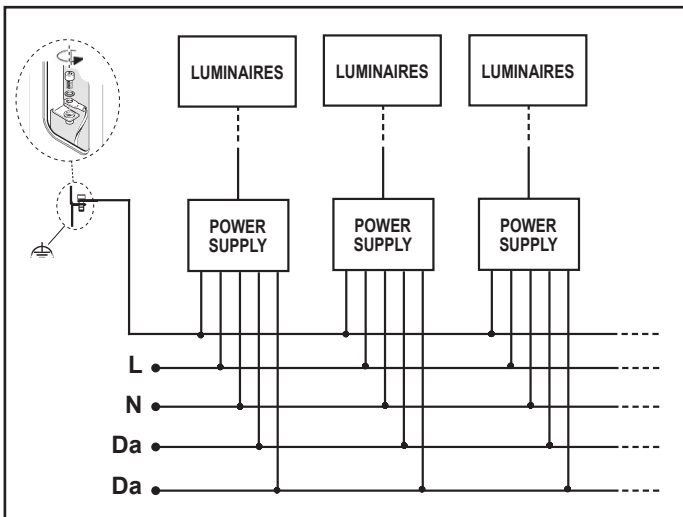 LUMINAIRES
LUMINAIRES
LUMINAIRES
POWER
SUPPLY
POWER
SUPPLY
POWER
SUPPLY
L
N
Da
Da